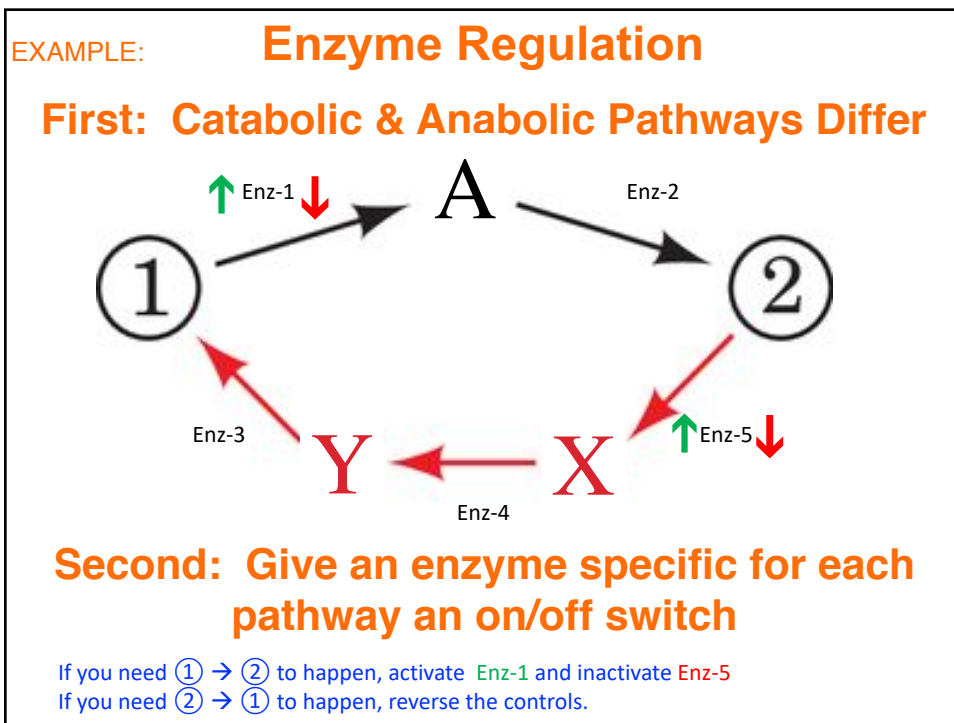 EXAMPLE: Enzyme Regulation
First: Catabolic & Anabolic Pathways Differ
↑ Enz-1 ↓
A
Enz-2
①
②
Enz-3
Y
X
↑ Enz-5 ↓
Enz-4
Second: Give an enzyme specific for each
pathway an on/off switch
If you need ① → ② to happen, activate Enz-1 and inactivate Enz-5
If you need ② → ① to happen, reverse the controls.